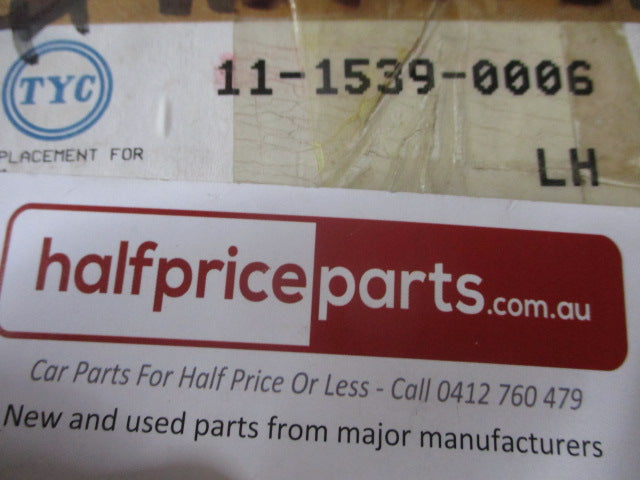 TYC
11-1539-0006
PLACEMENT FOR
LH
halfpriceparts.com.au
Car Parts For Half Price Or Less - Call 0412 760 479
New and used parts from major manufacturers